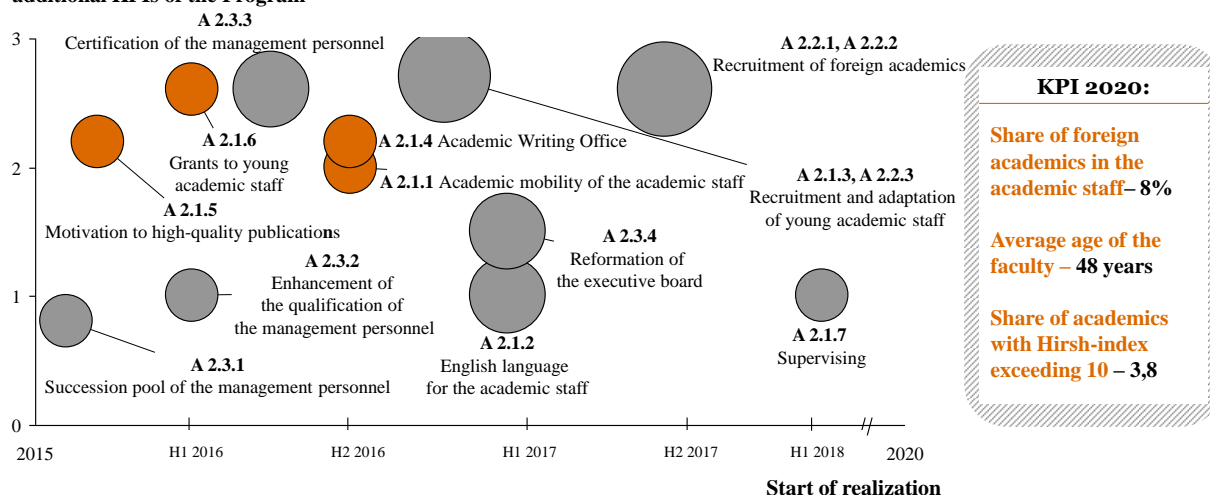 additional KPIs of the Program
A 2.3.3
Certification of the management personnel
3
A 2.2.1, A 2.2.2
Recruitment of foreign academics
A 2.1.6
Grants to young
academic staff
A 2.1.4 Academic Writing Office
2
A 2.1.1 Academic mobility of the academic staff
A 2.1.3, A 2.2.3
Recruitment and adaptation
of young academic staff
A 2.1.5
Motivation to high-quality publications
A 2.3.4
Reformation of
the executive board
A 2.3.2
Enhancement of
the qualification of
the management personnel
1
A 2.1.2
English language
for the academic staff
A 2.1.7
Supervising
A 2.3.1
Succession pool of the management personnel
0
2015
H1 2016
H2 2016
H1 2017
H2 2017
H1 2018
2020
Start of realization
KPI 2020:
Share of foreign
academics in the
academic staff– 8%
Average age of the
faculty – 48 years
Share of academics
with Hirsh-index
exceeding 10 – 3,8